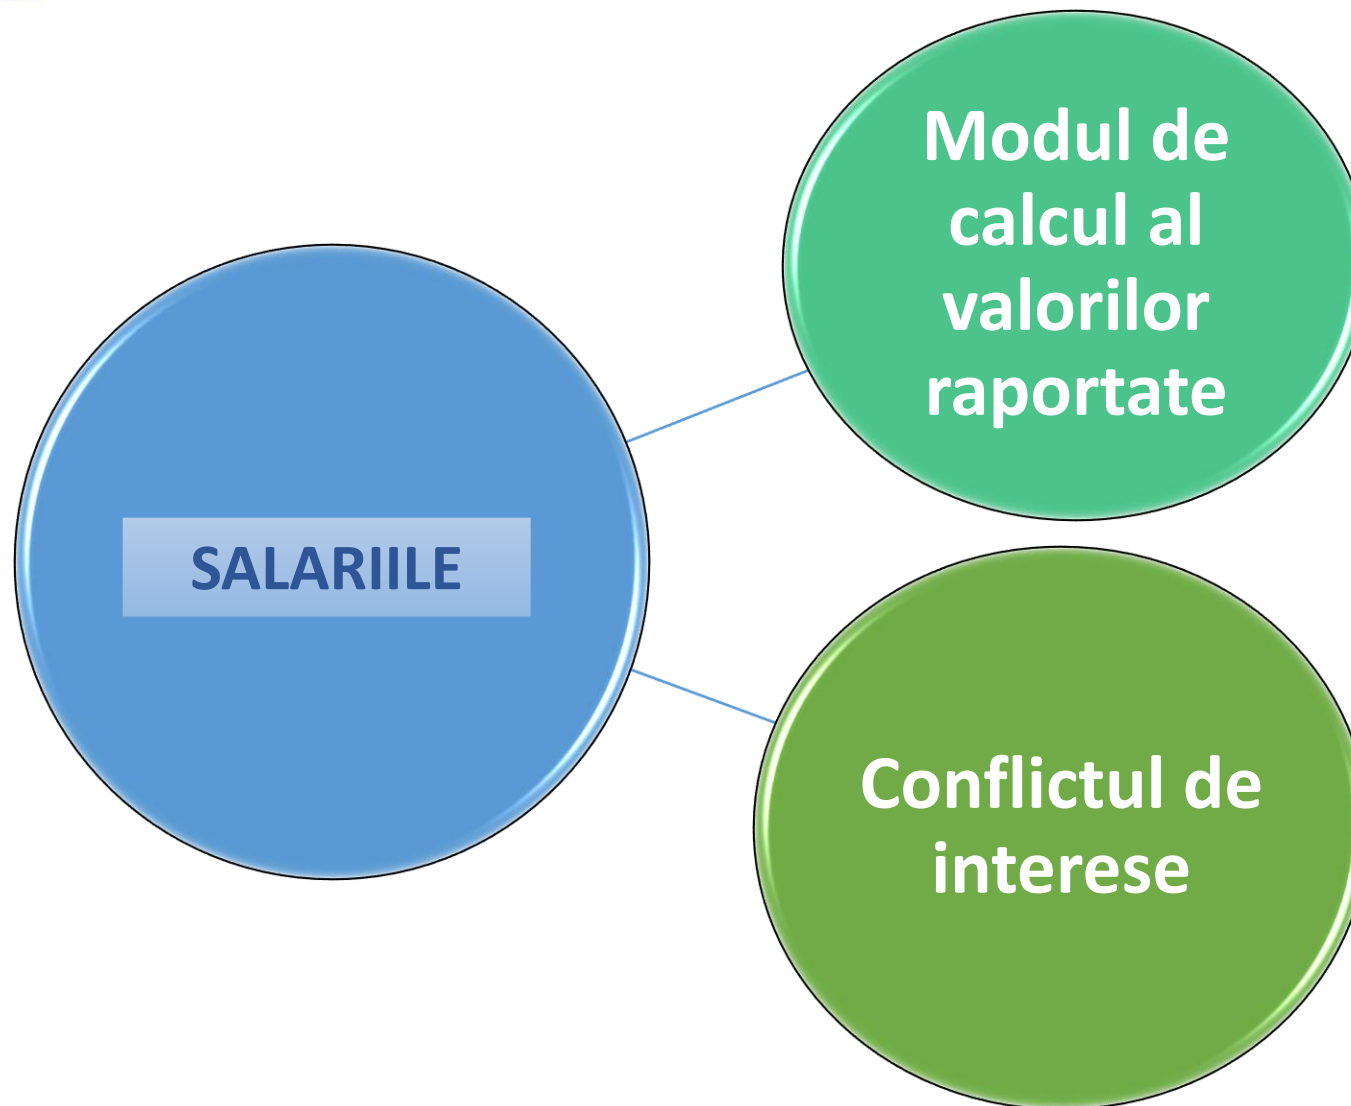 Modul de
calcul al
valorilor
raportate
SALARIILE
Conflictul de
interese